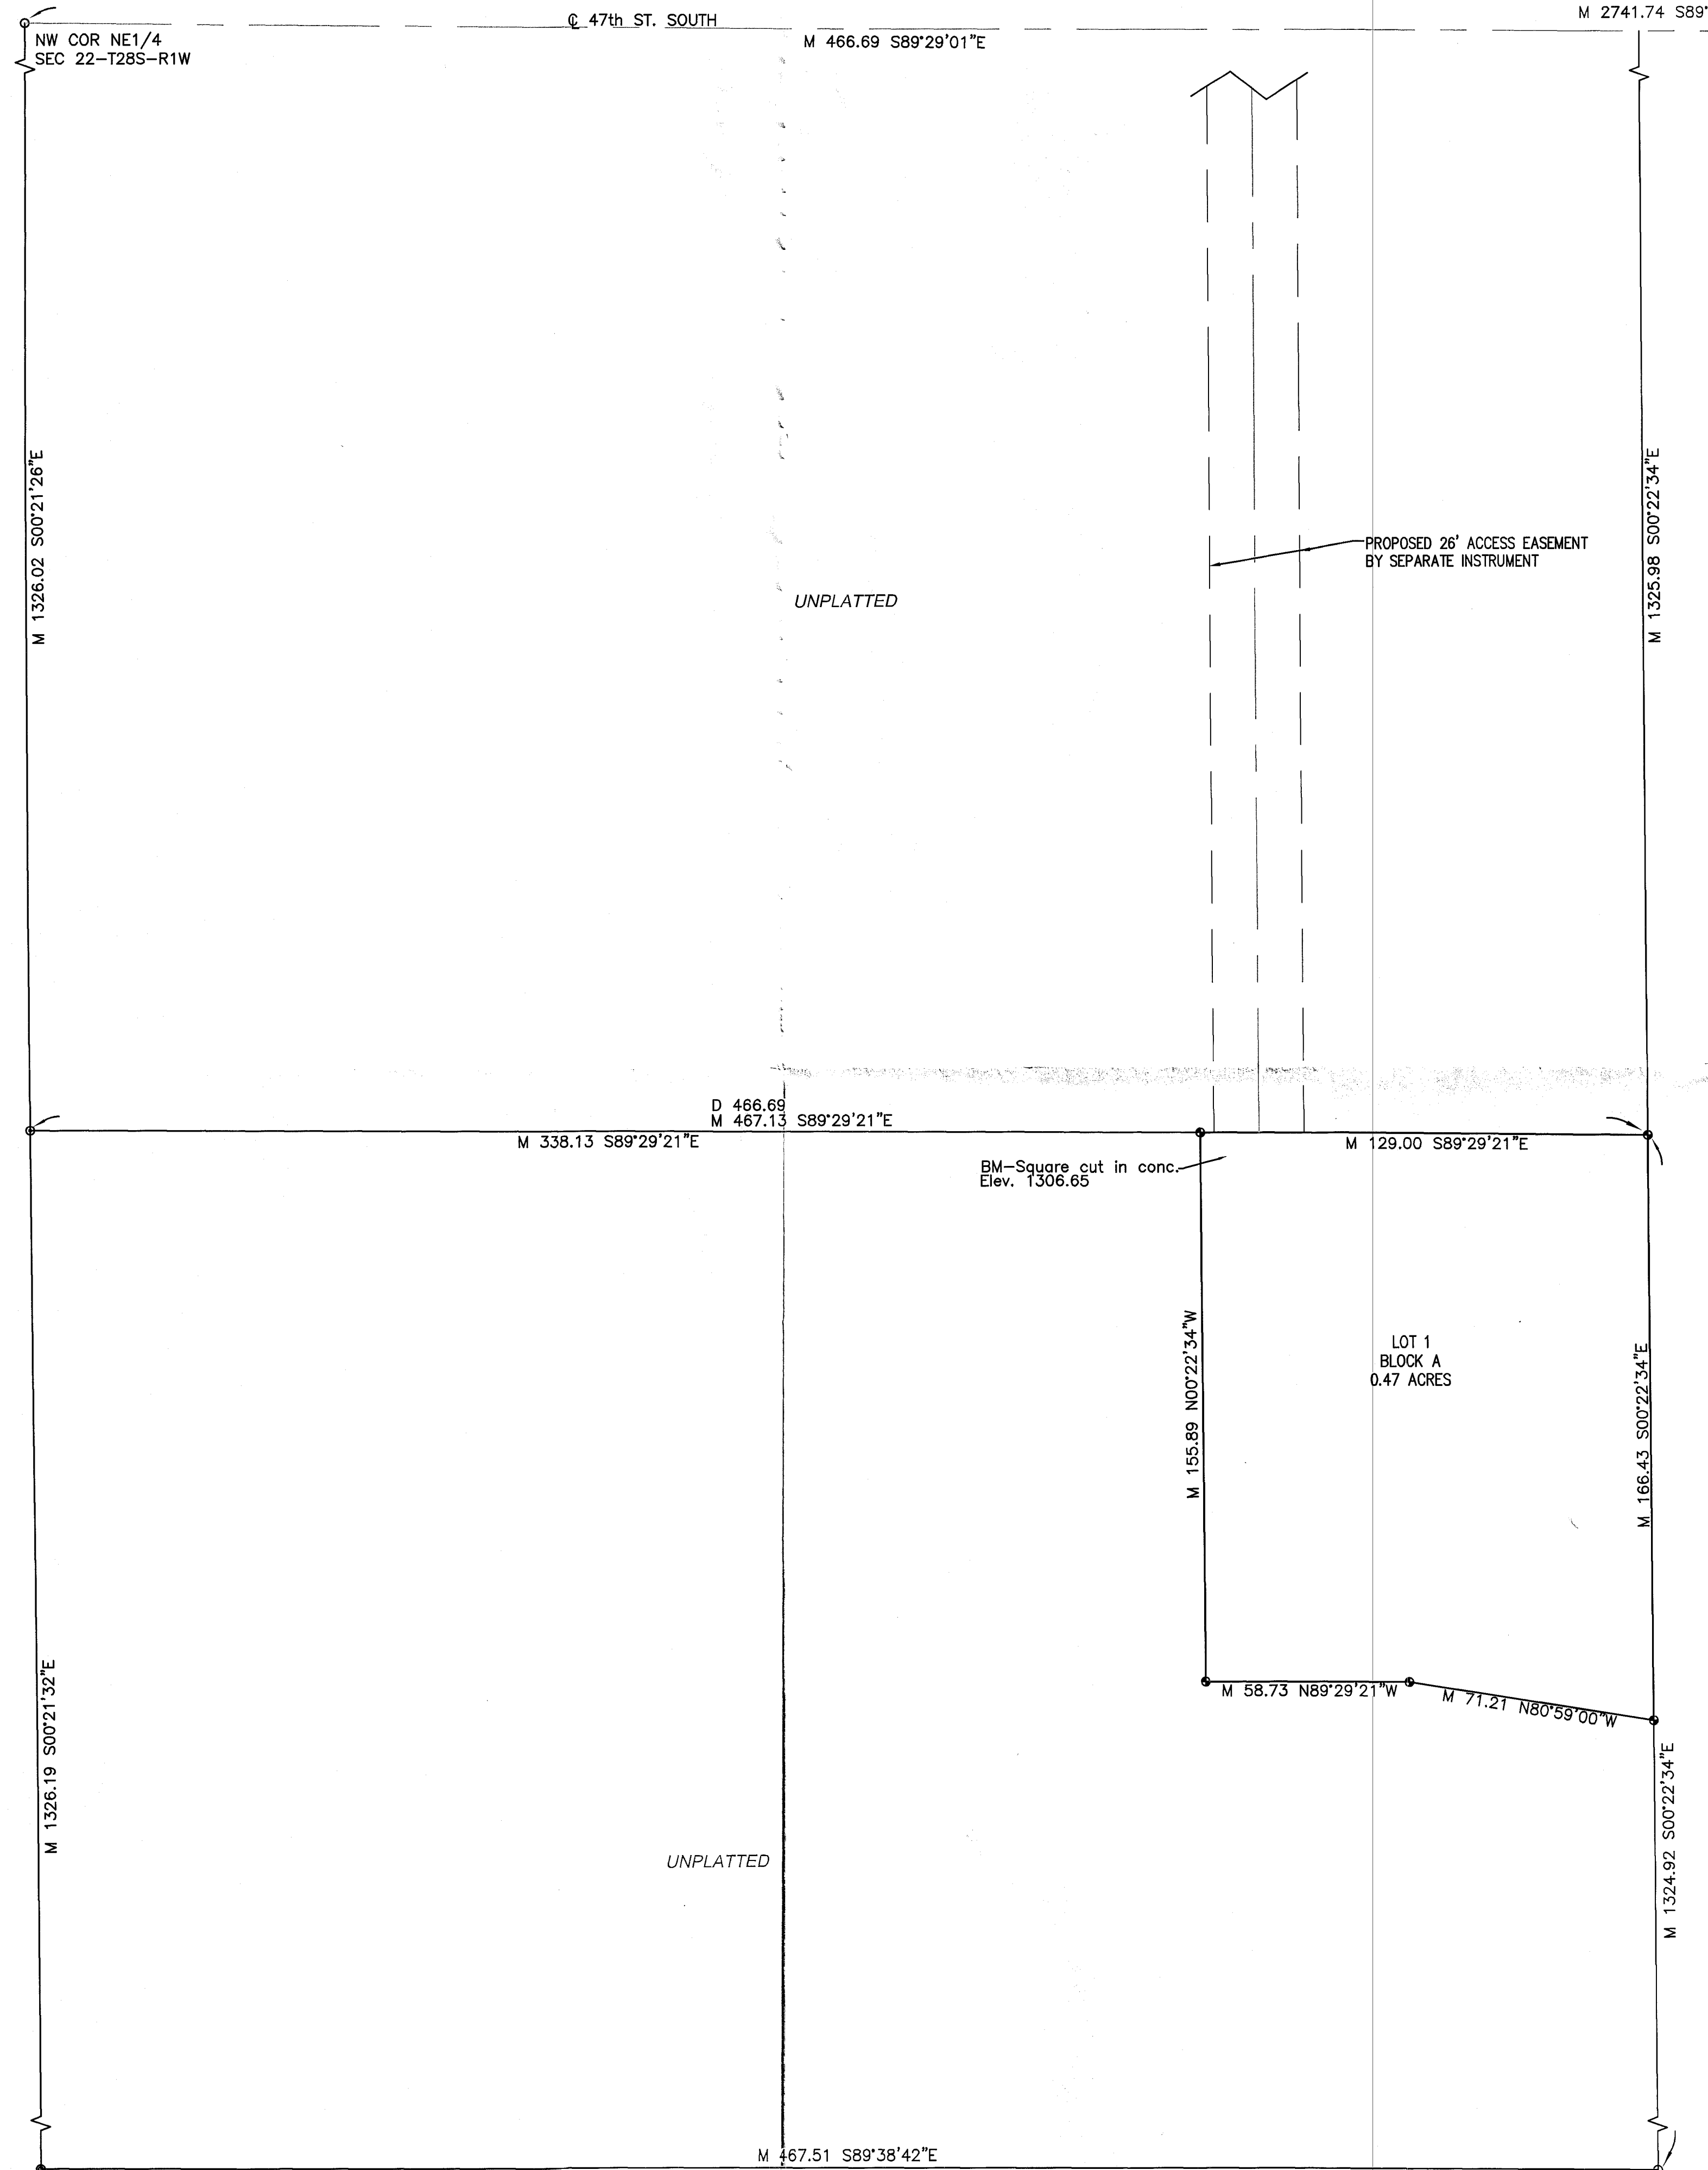 ℄ 47th ST. SOUTH
M 2741.74 S89°
M 466.69 S89°29'01"E
NW COR NE1/4
SEC 22-T28S-R1W
M 1326.02 S00°21'26"E
M 1325.98 S00°22'34"E
PROPOSED 26' ACCESS EASEMENT
BY SEPARATE INSTRUMENT
UNPLATTED
D 466.69
M 467.13 S89°29'21"E
M 338.13 S89°29'21"E
M 129.00 S89°29'21"E
BM-Square cut in conc.
Elev. 1306.65
M 155.89 N00°22'34"W
LOT 1
BLOCK A
0.47 ACRES
M 166.43 S00°22'34"E
M 58.73 N89°29'21"W
M 71.21 N80°59'00"W
M 1326.19 S00°21'32"E
M 1324.92 S00°22'34"E
UNPLATTED
M 467.51 S89°38'42"E